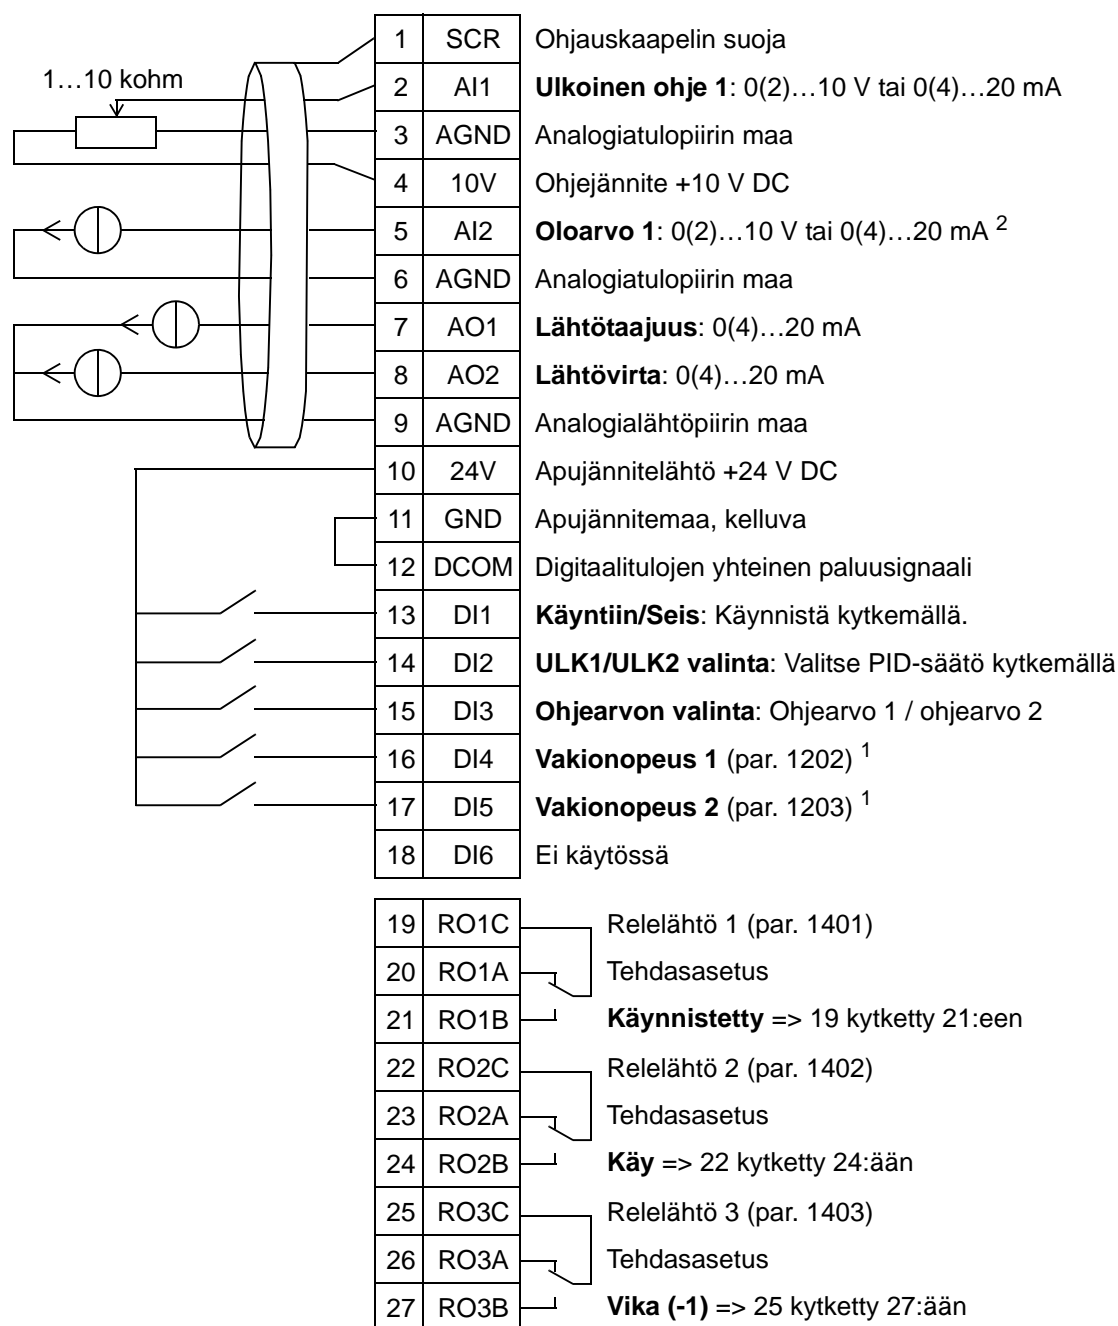 1…10 kohm
1 SCR Ohjauskaapelin suoja
2 AI1 Ulkoinen ohje 1: 0(2)…10 V tai 0(4)…20 mA
3 AGND Analogiatulopiirin maa
4 10V Ohjejännite +10 V DC
5 AI2 Oloarvo 1: 0(2)…10 V tai 0(4)…20 mA 2
6 AGND Analogiatulopiirin maa
7 AO1 Lähtötaajuus: 0(4)…20 mA
8 AO2 Lähtövirta: 0(4)…20 mA
9 AGND Analogialähtöpiirin maa
10 24V Apujännitelähtö +24 V DC
11 GND Apujännitemaa, kelluva
12 DCOM Digitaalitulojen yhteinen paluusignaali
13 DI1 Käyntiin/Seis: Käynnistä kytkemällä.
14 DI2 ULK1/ULK2 valinta: Valitse PID-säätö kytkemällä
15 DI3 Ohjearvon valinta: Ohjearvo 1 / ohjearvo 2
16 DI4 Vakionopeus 1 (par. 1202) 1
17 DI5 Vakionopeus 2 (par. 1203) 1
18 DI6 Ei käytössä
19 RO1C Relelähtö 1 (par. 1401)
20 RO1A Tehdasasetus
21 RO1B Käynnistetty => 19 kytketty 21:een
22 RO2C Relelähtö 2 (par. 1402)
23 RO2A Tehdasasetus
24 RO2B Käy => 22 kytketty 24:ään
25 RO3C Relelähtö 3 (par. 1403)
26 RO3A Tehdasasetus
27 RO3B Vika (-1) => 25 kytketty 27:ään